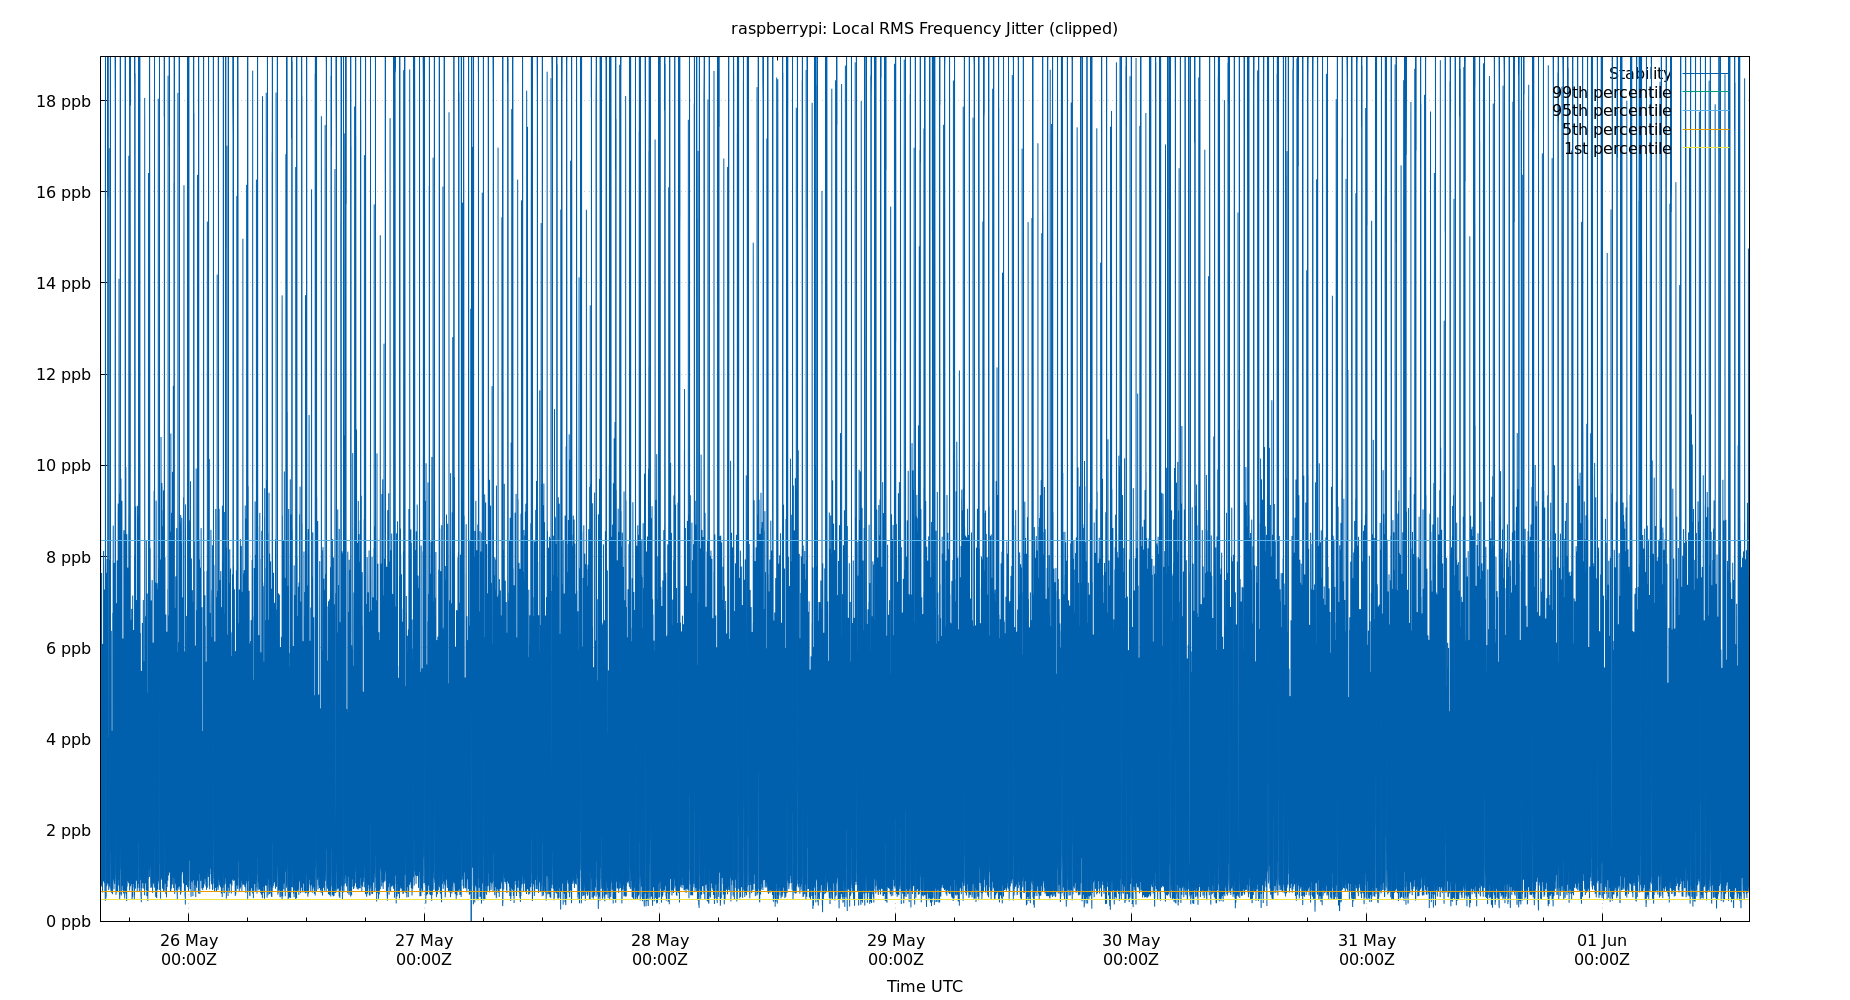 raspberrypi: Local RMS Frequency Jitter (clipped)
Stability
99th percentile
95th percentile
5th percentile
1st percentile
18 ppb
16 ppb
14 ppb
12 ppb
10 ppb
8 ppb
6 ppb
4 ppb
2 ppb
0 ppb
26 May 27 May 28 May 29 May 30 May 31 May 01 Jun
00:00Z 00:00Z 00:00Z 00:00Z 00:00Z 00:00Z 00:00Z
Time UTC